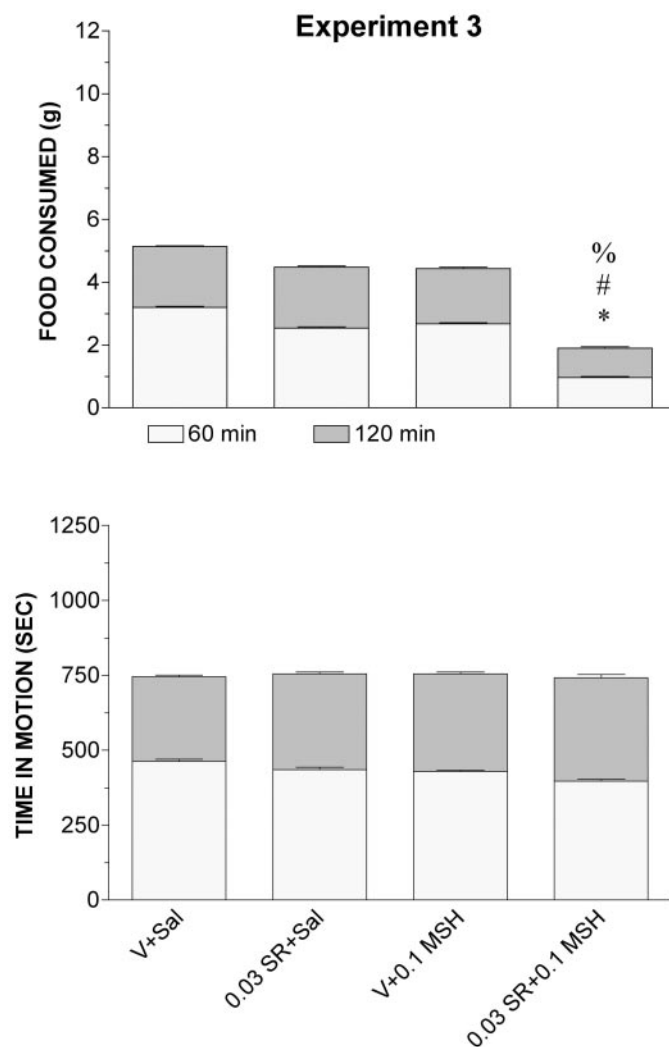 Experiment 3
FOOD CONSUMED (g)
12
10
8
6
4
2
0
%
#
*
60 min
120 min
TIME IN MOTION (SEC)
1250
1000
750
500
250
0
V+Sal
0.03 SR+Sal
V+0.1 MSH
0.03 SR+0.1 MSH